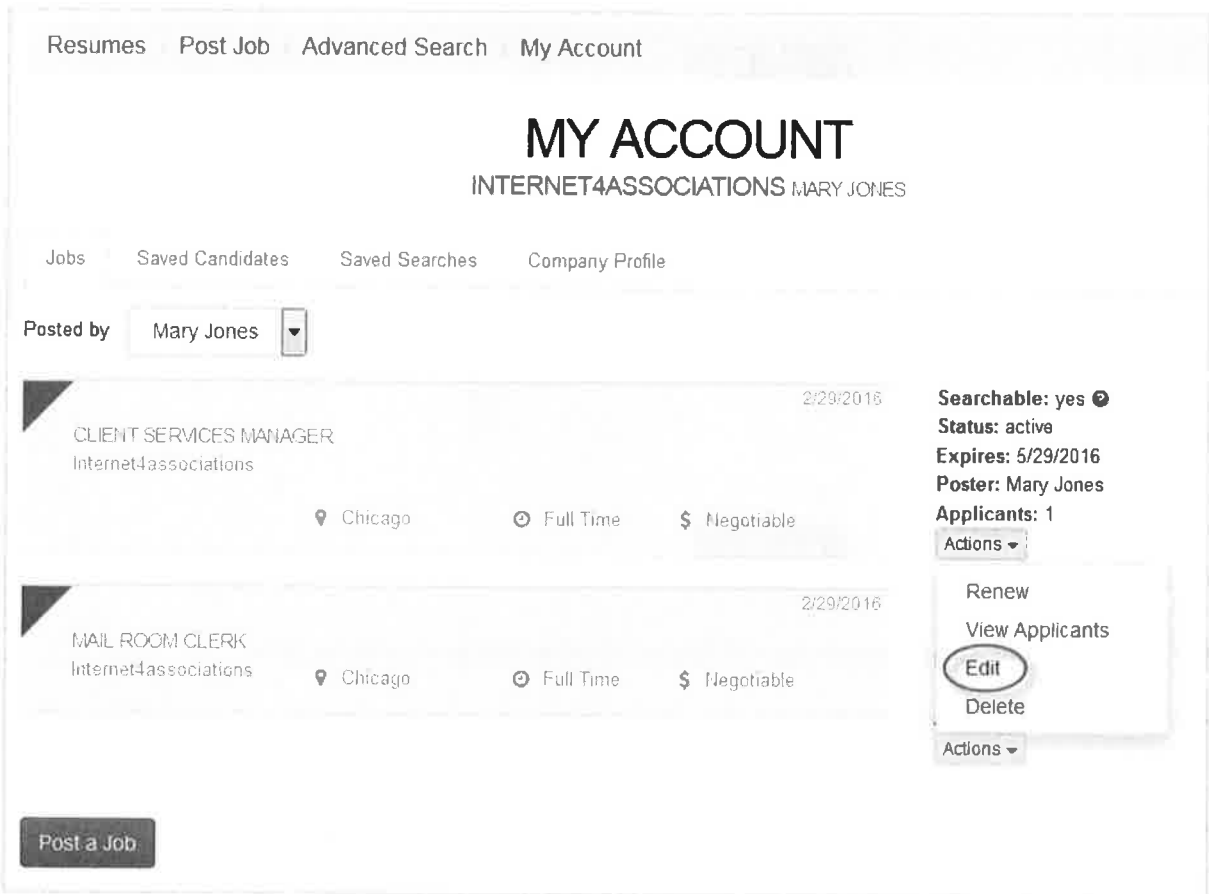 Resumes Post Job Advanced Search My Account
MY ACCOUNT
INTERNET4ASSOCIATIONS MARY JONES
Jobs Saved Candidates Saved Searches Company Profile
Posted by Mary Jones
2/29/2016
CLIENT SERVICES MANAGER
Internet4associations
Chicago Full Time $ Negotiable
Searchable: yes
Status: active
Expires: 5/29/2016
Poster: Mary Jones
Applicants: 1
Actions
Renew
View Applicants
Edit
Delete
2/29/2016
MAIL ROOM CLERK
Internet4associations
Chicago Full Time $ Negotiable
Actions
Post a Job